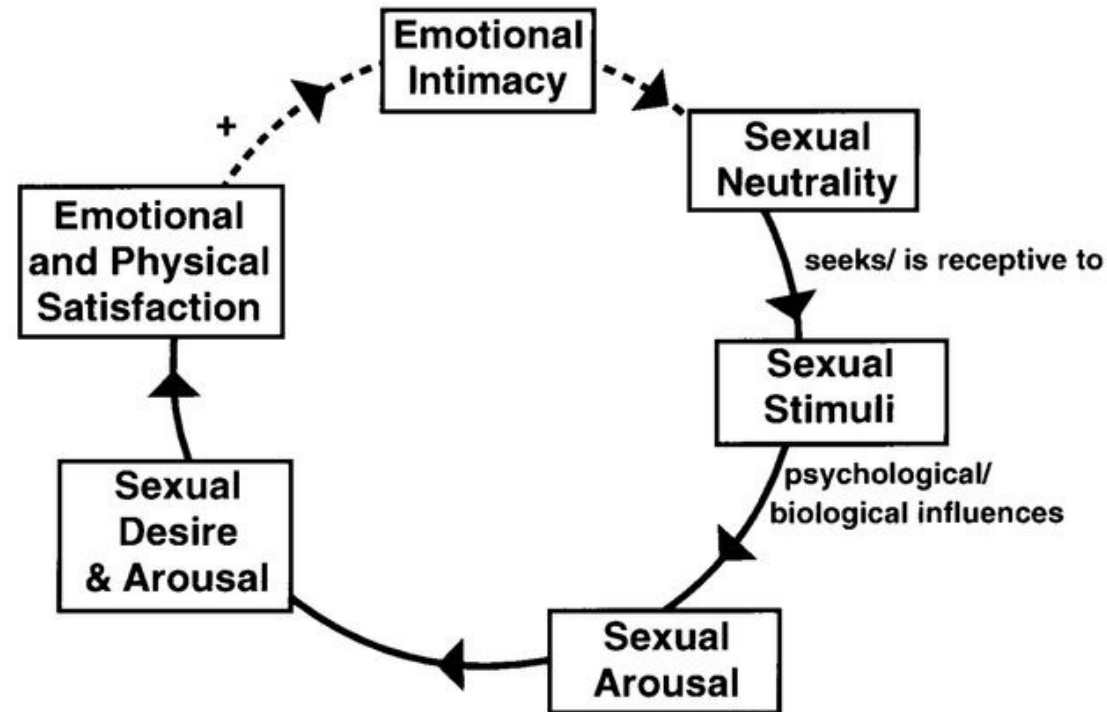 Emotional
Intimacy
Sexual
Neutrality
seeks/ is receptive to
Sexual
Stimuli
psychological/
biological influences
Sexual
Arousal
Sexual
Desire
& Arousal
Emotional
and Physical
Satisfaction
+